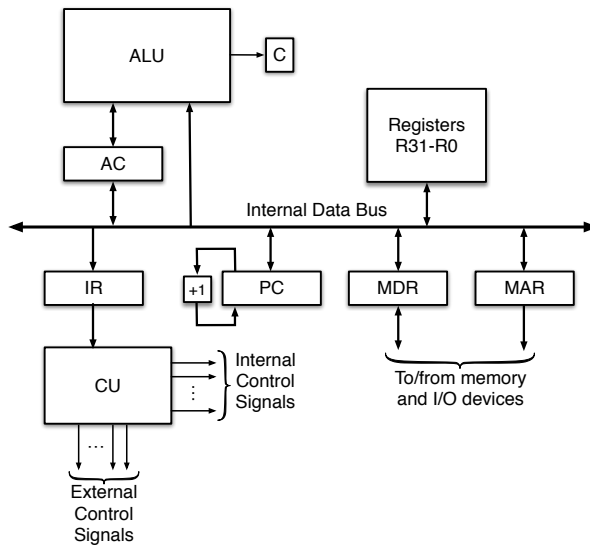 ALU
C
Registers
R31-R0
AC
Internal Data Bus
IR
+1
PC
MDR
MAR
CU
Internal
Control
Signals
To/from memory
and I/O devices
...
...
External
Control
Signals